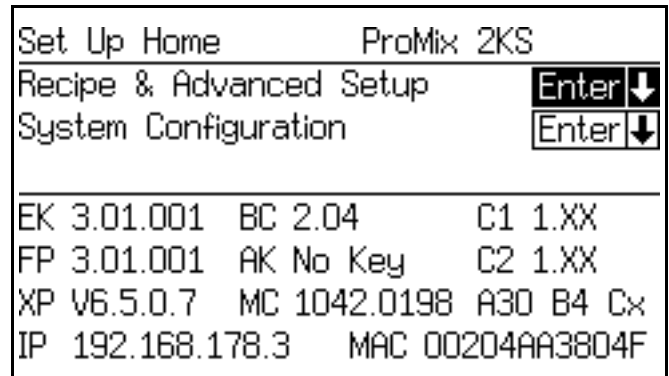 Set Up Home ProMix 2KS
Recipe & Advanced Setup Enter
System Configuration Enter
EK 3.01.001 BC 2.04 C1 1.XX
FP 3.01.001 AK No Key C2 1.XX
XP V6.5.0.7 MC 1042.0198 A30 B4 Cx
IP 192.168.178.3 MAC 00204AA3804F